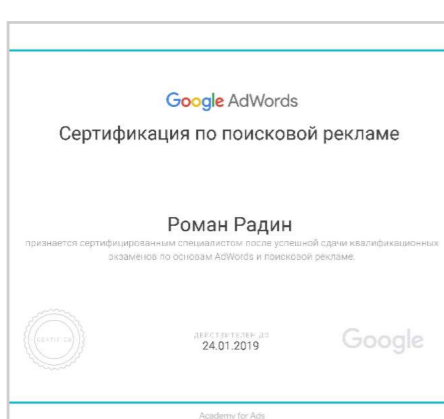 Google AdWords
Сертификация по поисковой рекламе
Роман Радин
признается сертифицированным специалистом после успешной сдачи квалификационных
экзаменов по основам AdWords и поисковой рекламе.
CERTIFIED
ДЕЙСТВИТЕЛЕН ДО
24.01.2019
Google
Academy for Ads